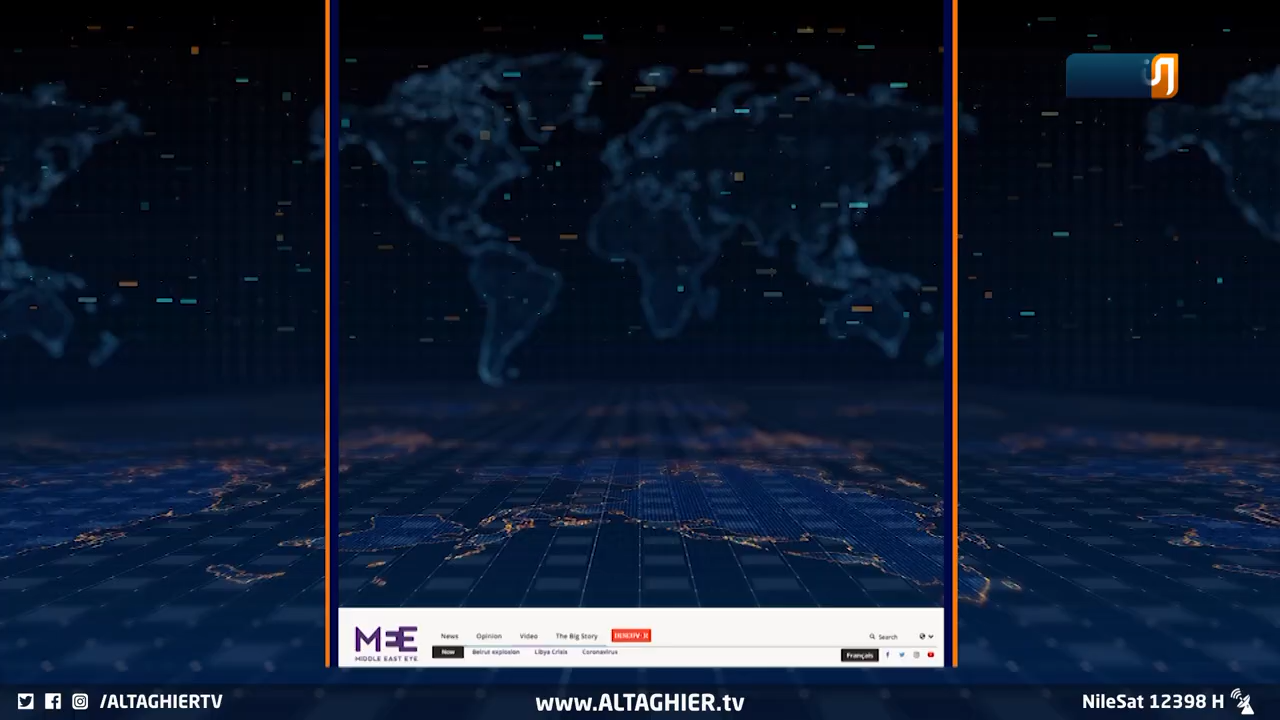 MEE
MIDDLE EAST EYE
News Opinion Video The Big Story
Search
Now Beirut explosion Libya Crisis Coronavirus
Français
/ALTAGHIERTV
www.ALTAGHIER.tv
NileSat 12398 H